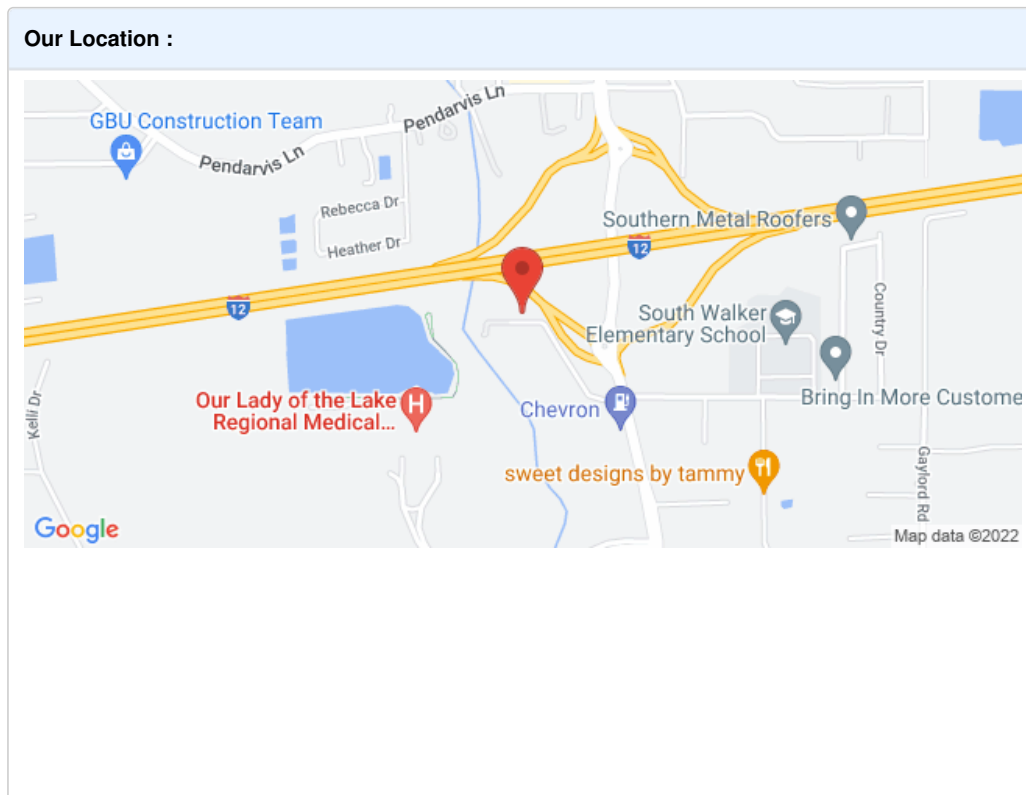 Our Location :
Pendarvis Ln
GBU Construction Team
Pendarvis Ln
Rebecca Dr
Southern Metal Roofers
Heather Dr
12
12
South Walker
Elementary School
Country Dr
Our Lady of the Lake
Regional Medical...
Kelli Dr
Chevron
Bring In More Custome
sweet designs by tammy
Gaylord Rd
Google
Map data ©2022
H